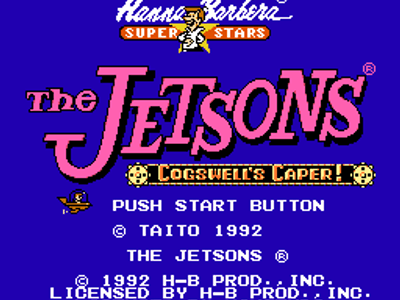 Hanna Barbera
SUPER STARS
The JETSONS ®
COGSWELL'S CAPER!
PUSH START BUTTON
© TAITO 1992
THE JETSONS ®
© 1992 H-B PROD., INC.
LICENSED BY H-B PROD., INC.